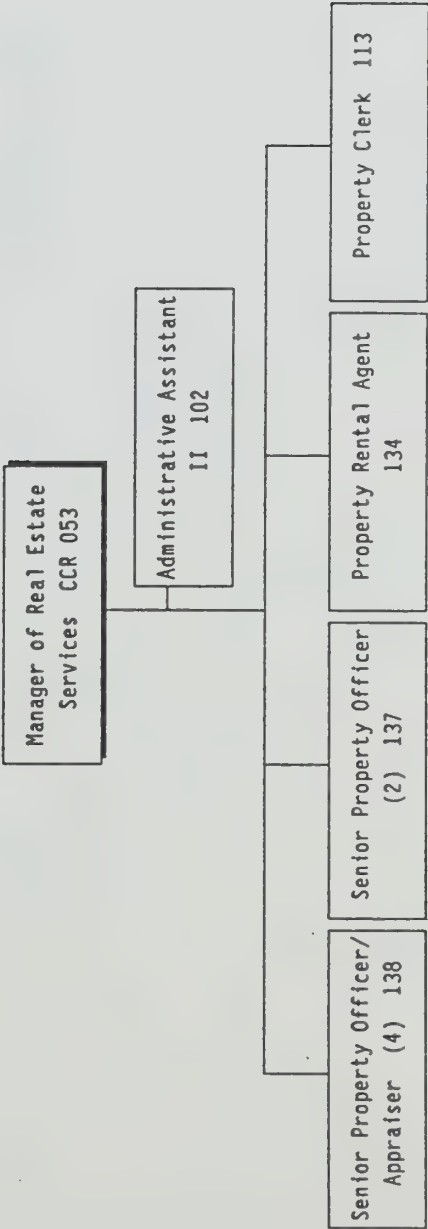 Manager of Real Estate
Services CCR 053
Administrative Assistant
II 102
Senior Property Officer/
Appraiser (4) 138
Senior Property Officer
(2) 137
Property Rental Agent
134
Property Clerk 113